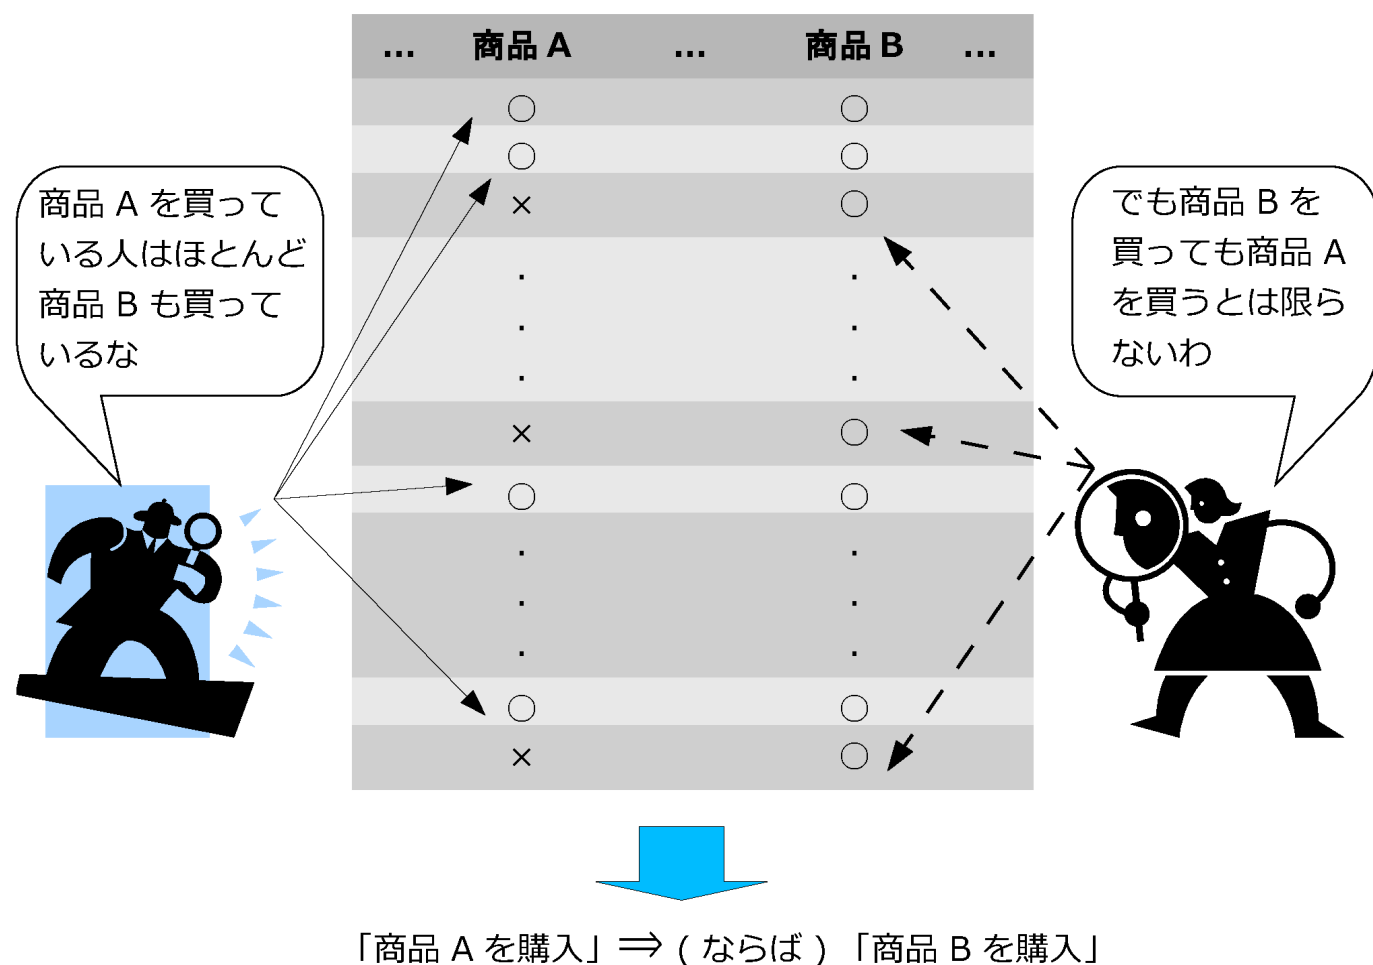 ... 商品 A ... 商品 B ...
○ ○
○ ○
× ○
. .
. .
. .
× ○
○ ○
. .
. .
. .
○ ○
× ○
商品 A を買って
いる人はほとんど
商品 B も買って
いるな
でも商品 B を
買っても商品 A
を買うとは限ら
ないわ
「商品 A を購入」⇒ ( ならば ) 「商品 B を購入」